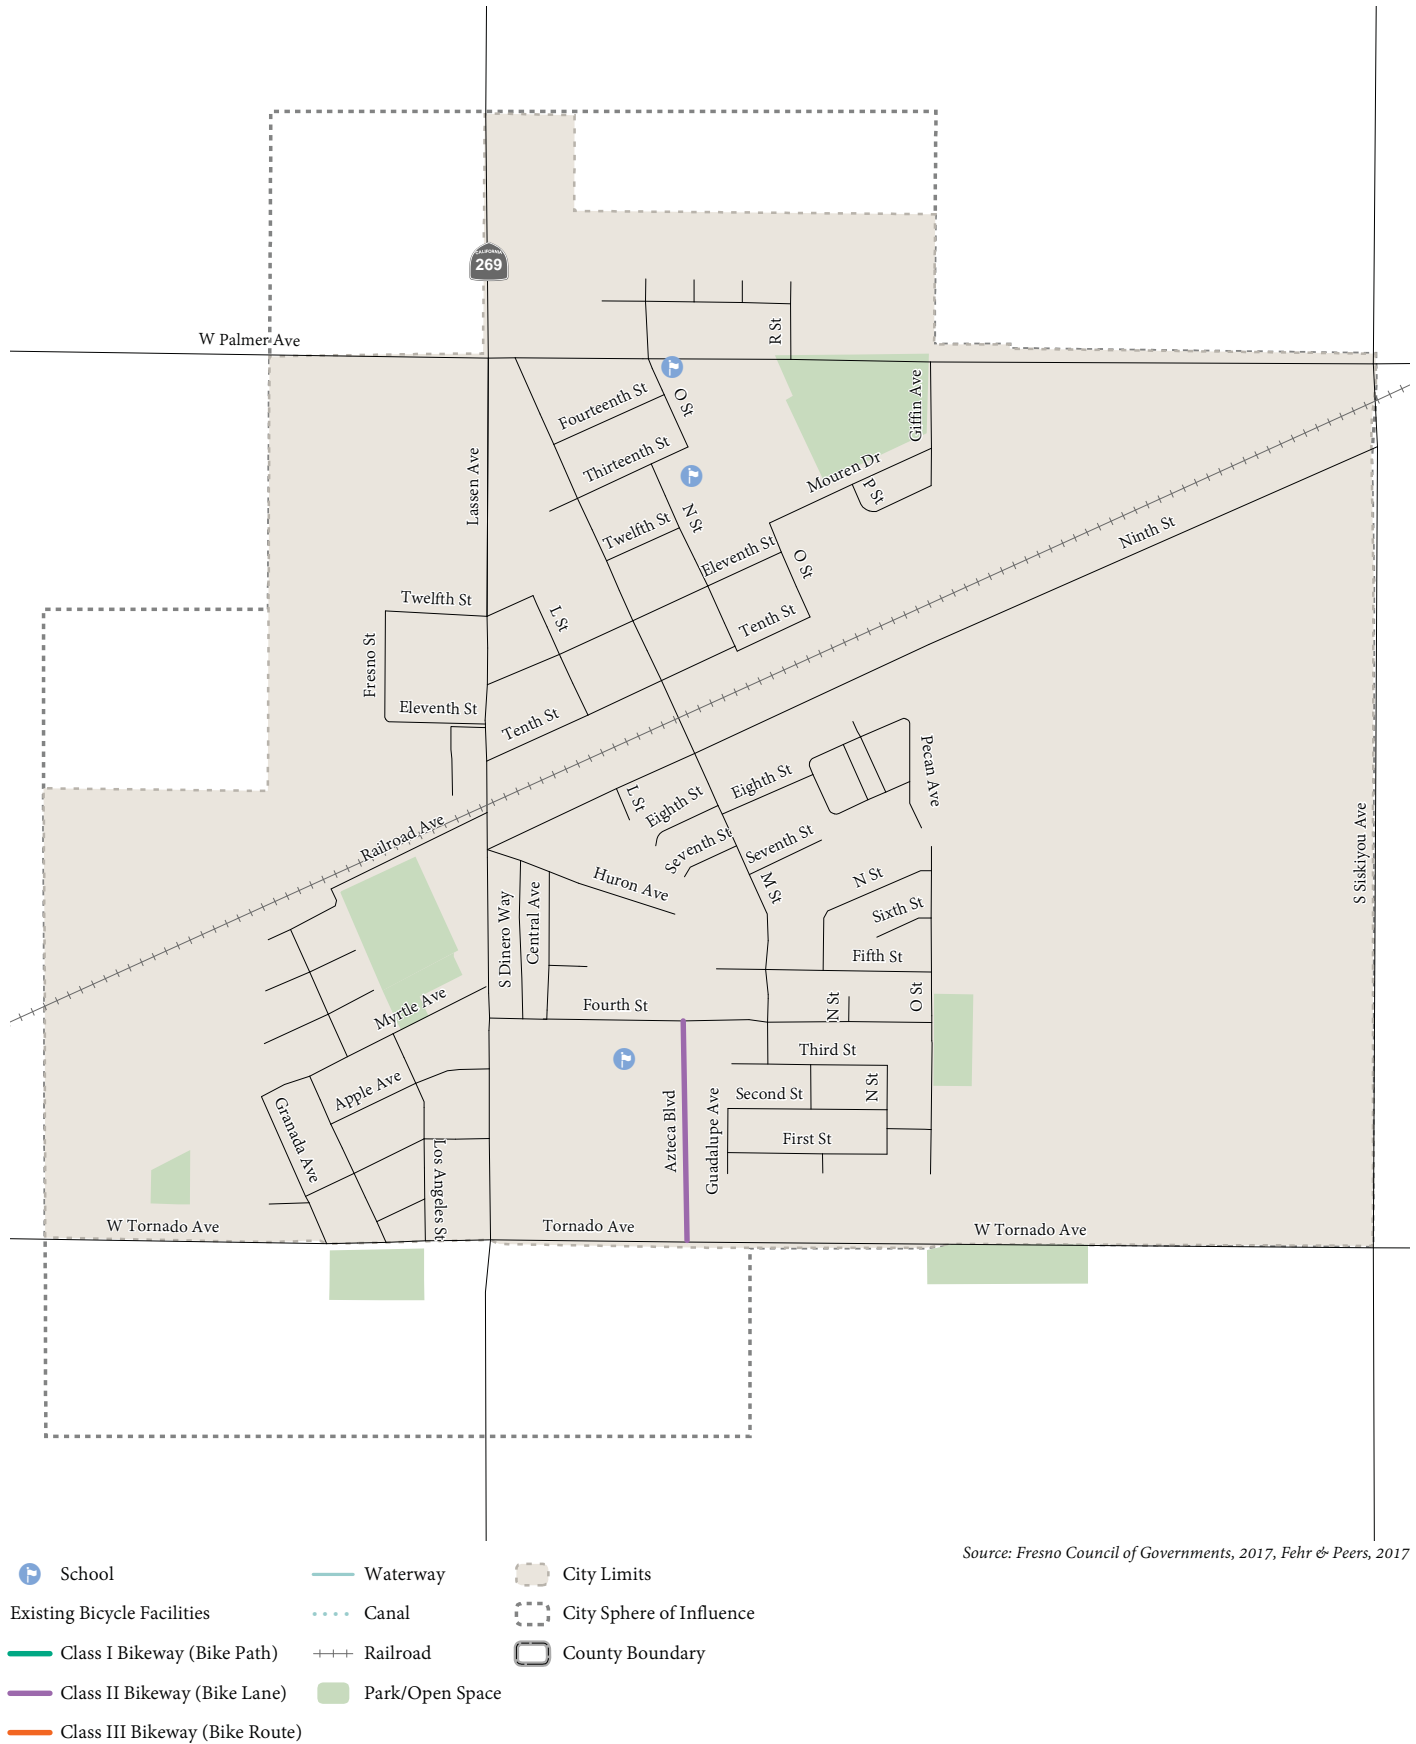 CALIFORNIA
269
W Palmer Ave
R St
Fourteenth St
O St
Giffin Ave
Thirteenth St
Lassen Ave
Mouren Dr
P St
Twelfth St
N St
Ninth St
Eleventh St
O St
Twelfth St
L St
Tenth St
Fresno St
Eleventh St
Tenth St
Pecan Ave
Eighth St
L St
Eighth St
Railroad Ave
Seventh St
Seventh St
S Siskiyou Ave
Huron Ave
M St
N St
Sixth St
S Dinero Way
Central Ave
Fifth St
Myrtle Ave
Fourth St
N St
O St
Third St
Apple Ave
Second St
N St
Granada Ave
Azteca Blvd
Guadalupe Ave
First St
Los Angeles St
W Tornado Ave
Tornado Ave
W Tornado Ave
Source: Fresno Council of Governments, 2017, Fehr & Peers, 2017
School
Existing Bicycle Facilities
Class I Bikeway (Bike Path)
Class II Bikeway (Bike Lane)
Class III Bikeway (Bike Route)
Waterway
Canal
Railroad
Park/Open Space
City Limits
City Sphere of Influence
County Boundary